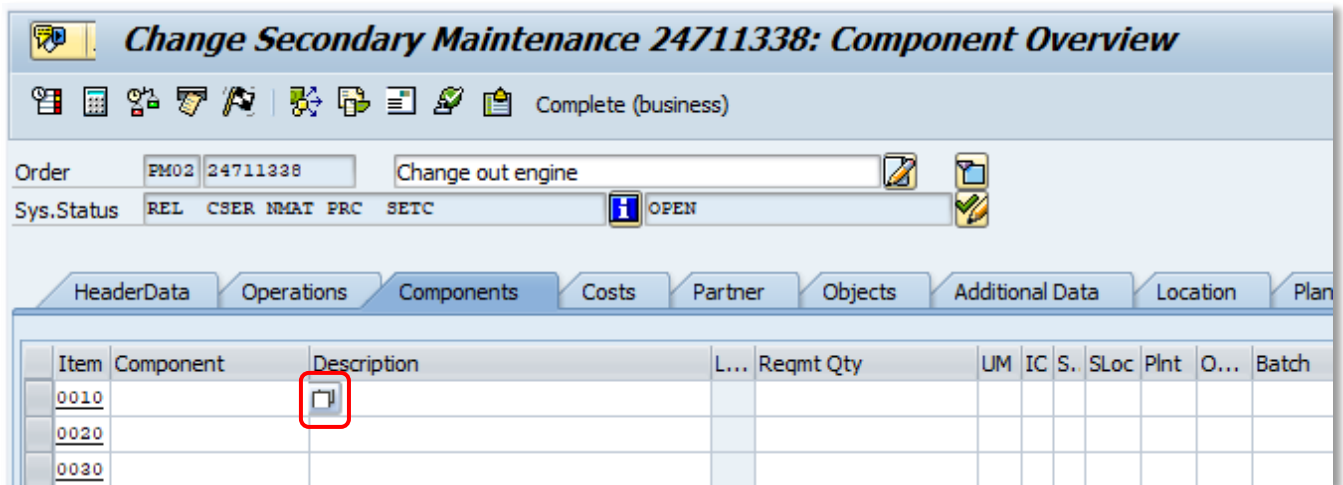 Change Secondary Maintenance 24711338: Component Overview
Complete (business)
Order PM02 24711338 Change out engine
Sys.Status REL CSER NMAT PRC SETC OPEN
HeaderData Operations Components Costs Partner Objects Additional Data Location Plan
Item Component Description L... Reqmt Qty UM IC S.. SLoc Plnt O... Batch
0010
0020
0030